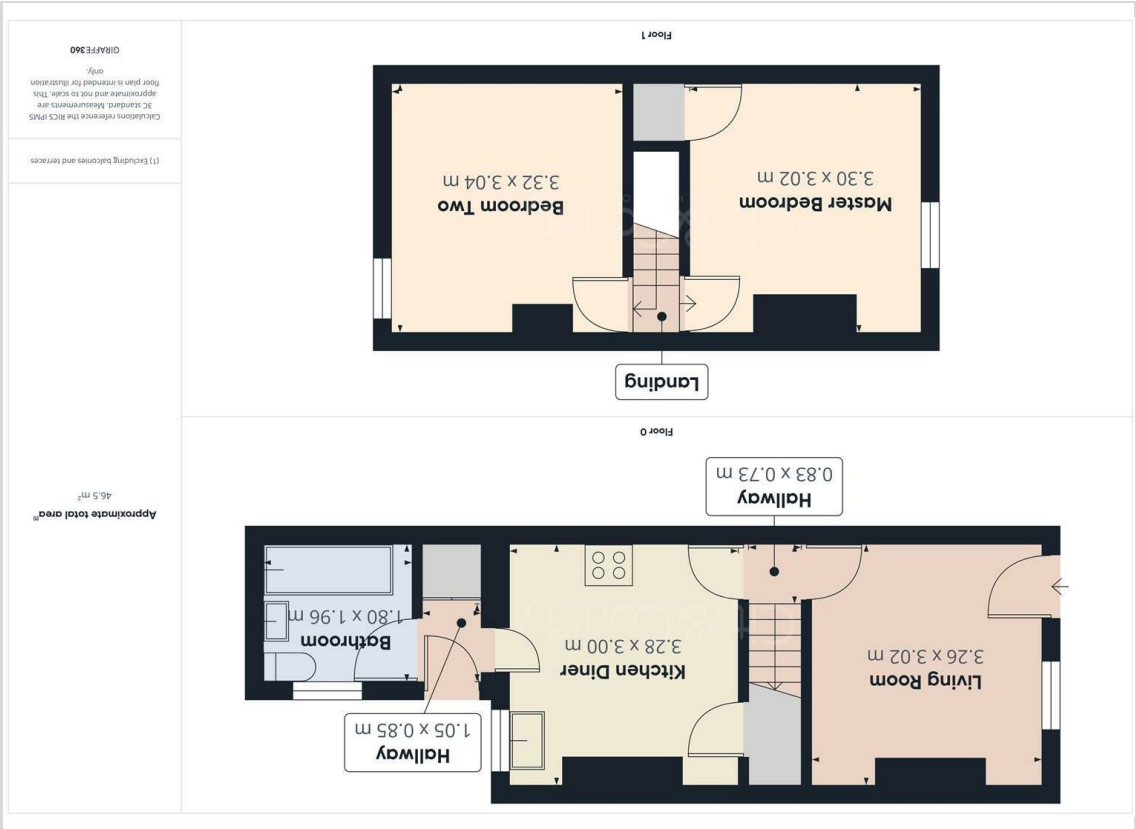 Approximate total area⁽¹⁾
46.5 m²
(1) Excluding balconies and terraces
Calculations reference the RICS IPMS
3C standard. Measurements are
approximate and not to scale. This
floor plan is intended for illustration
only.
GIRAFFE360
Living Room
3.26 x 3.02 m
Hallway
0.83 x 0.73 m
Kitchen Diner
3.28 x 3.00 m
Hallway
1.05 x 0.85 m
Bathroom
1.80 x 1.96 m
Floor 0
Landing
Master Bedroom
3.30 x 3.02 m
Bedroom Two
3.32 x 3.04 m
Floor 1